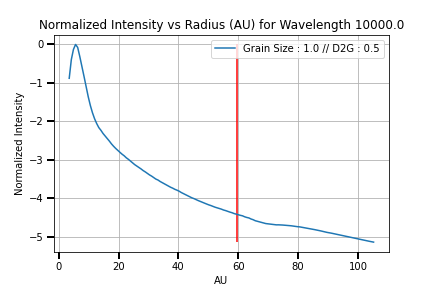 Normalized Intensity vs Radius (AU) for Wavelength 10000.0
Grain Size : 1.0 // D2G : 0.5
Normalized Intensity
0
−1
−2
−3
−4
−5
0 20 40 60 80 100
AU